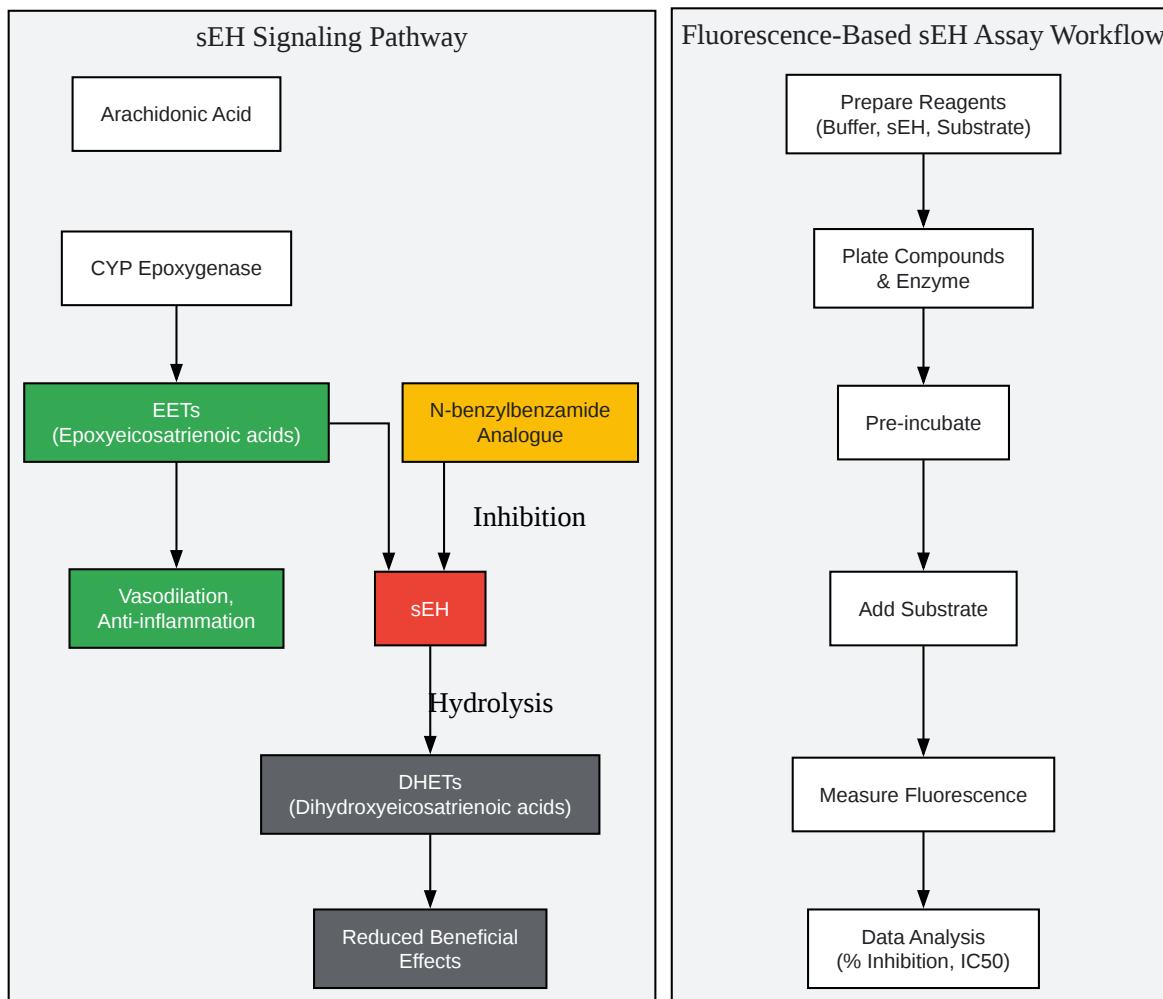 sEH Signaling Pathway
Arachidonic Acid
CYP Epoxygenase
EETs
(Epoxyeicosatrienoic acids)
N-benzylbenzamide
Analogue
Inhibition
Vasodilation,
Anti-inflammation
sEH
Hydrolysis
DHETs
(Dihydroxyeicosatrienoic acids)
Reduced Beneficial
Effects
Fluorescence-Based sEH Assay Workflow
Prepare Reagents
(Buffer, sEH, Substrate)
Plate Compounds
& Enzyme
Pre-incubate
Add Substrate
Measure Fluorescence
Data Analysis
(% Inhibition, IC50)